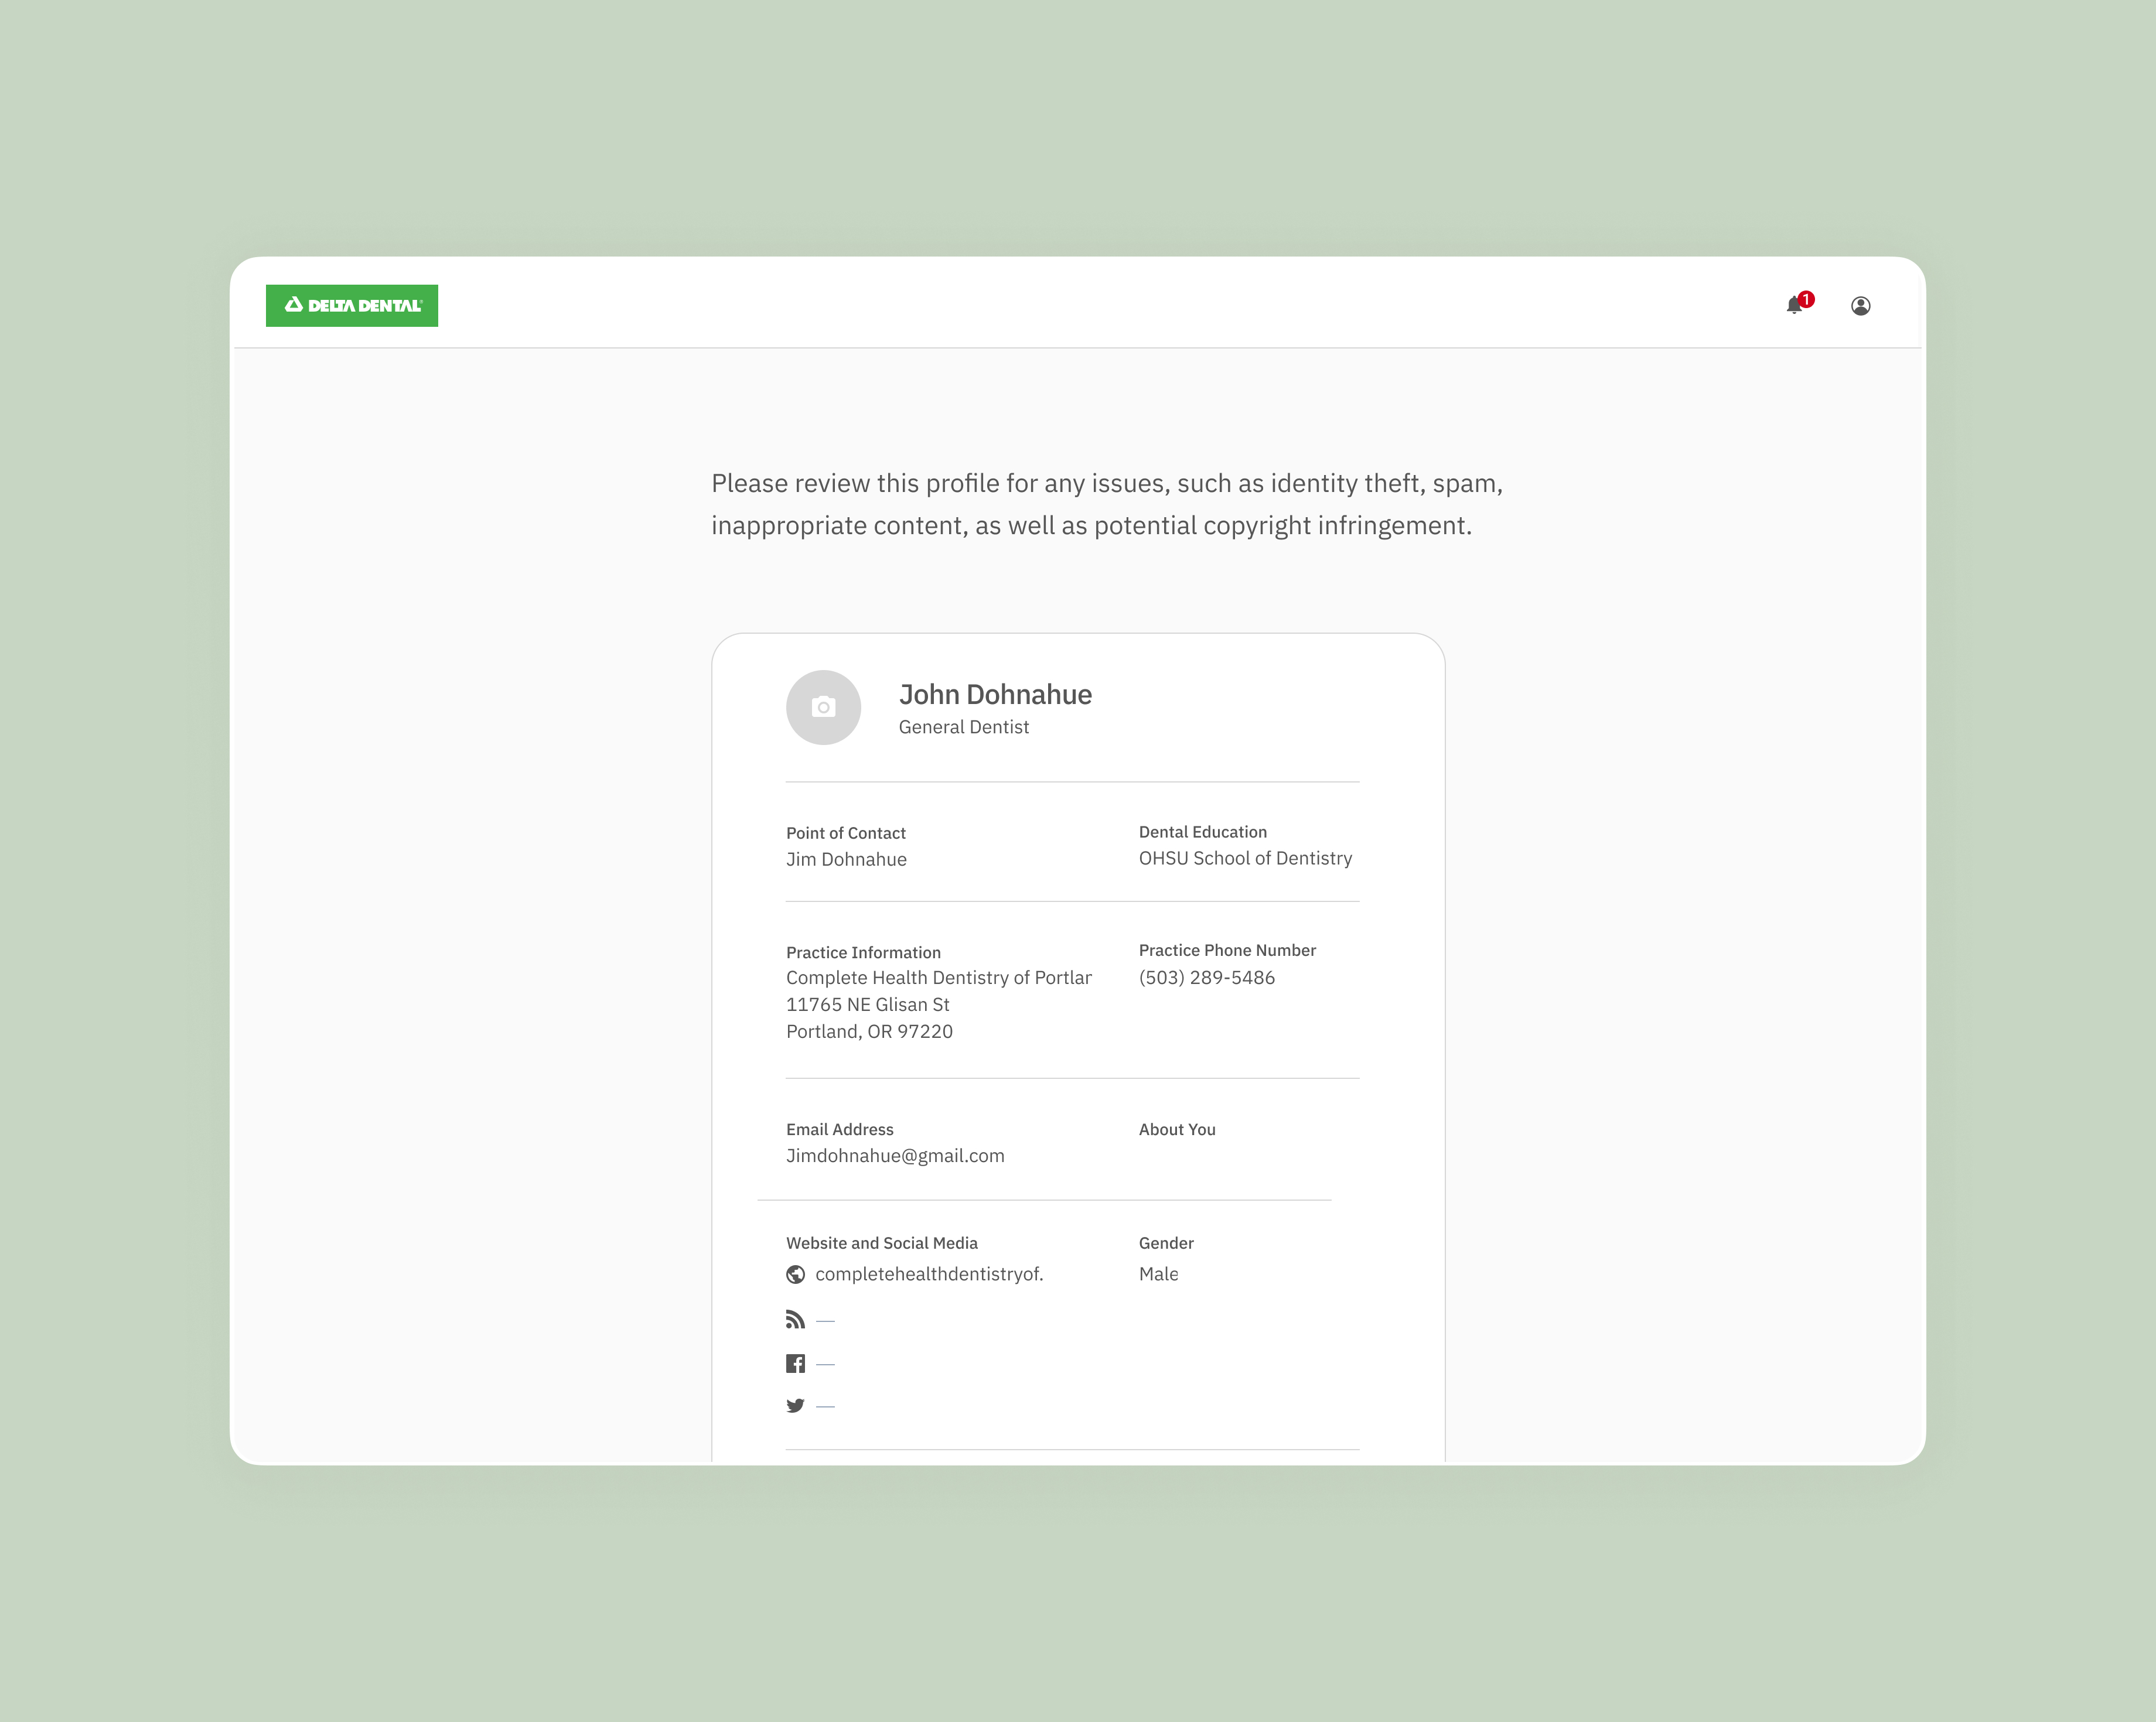 DELTA DENTAL®
1
Please review this profile for any issues, such as identity theft, spam,
inappropriate content, as well as potential copyright infringement.
John Dohnahue
General Dentist
Point of Contact
Jim Dohnahue
Dental Education
OHSU School of Dentistry
Practice Information
Complete Health Dentistry of Portlar
11765 NE Glisan St
Portland, OR 97220
Practice Phone Number
(503) 289-5486
Email Address
Jimdohnahue@gmail.com
About You
Website and Social Media
completehealthdentistryof.
—
—
—
Gender
Male